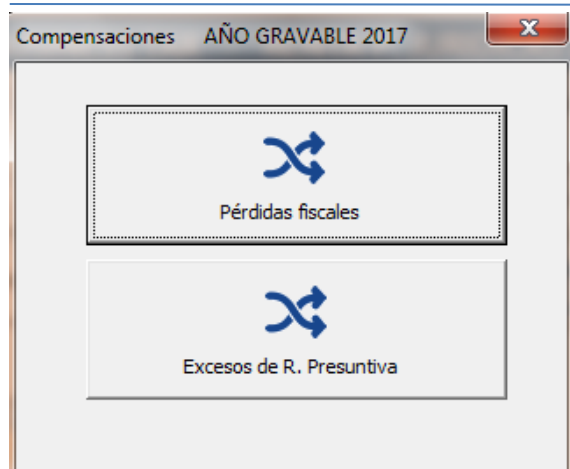 Compensaciones AÑO GRAVABLE 2017
Pérdidas fiscales
Excesos de R. Presuntiva